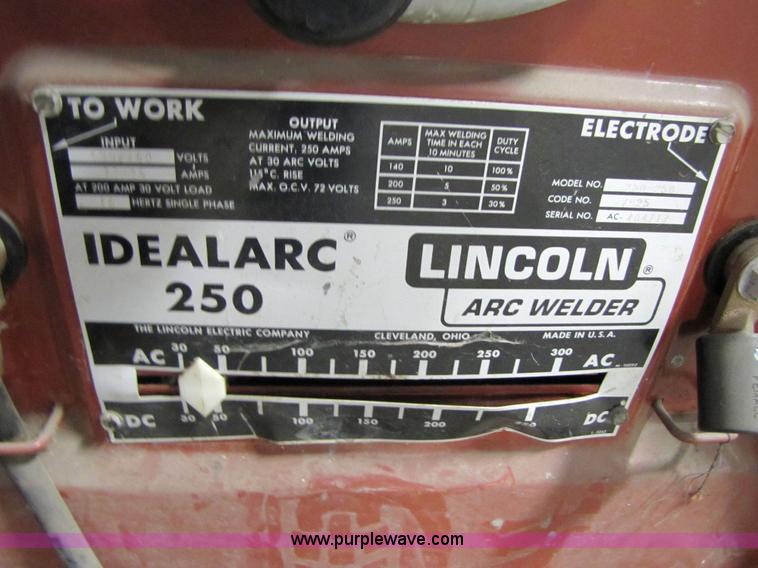 TO WORK
INPUT
VOLTS
AMPS
AT 200 AMP 30 VOLT LOAD
HERTZ SINGLE PHASE
OUTPUT
MAXIMUM WELDING
CURRENT, 250 AMPS
AT 30 ARC VOLTS
115°C. RISE
MAX. O.C.V. 72 VOLTS
AMPS MAX WELDING TIME IN EACH 10 MINUTES DUTY CYCLE
140 10 100%
200 5 50%
250 3 30%
ELECTRODE
MODEL NO. 250-250
CODE NO.
SERIAL NO. AC-
IDEALARC®
250
LINCOLN®
ARC WELDER
THE LINCOLN ELECTRIC COMPANY CLEVELAND, OHIO MADE IN U.S.A.
AC 30 50 100 150 200 250 300 AC
DC 30 50 100 150 200 250 DC
www.purplewave.com